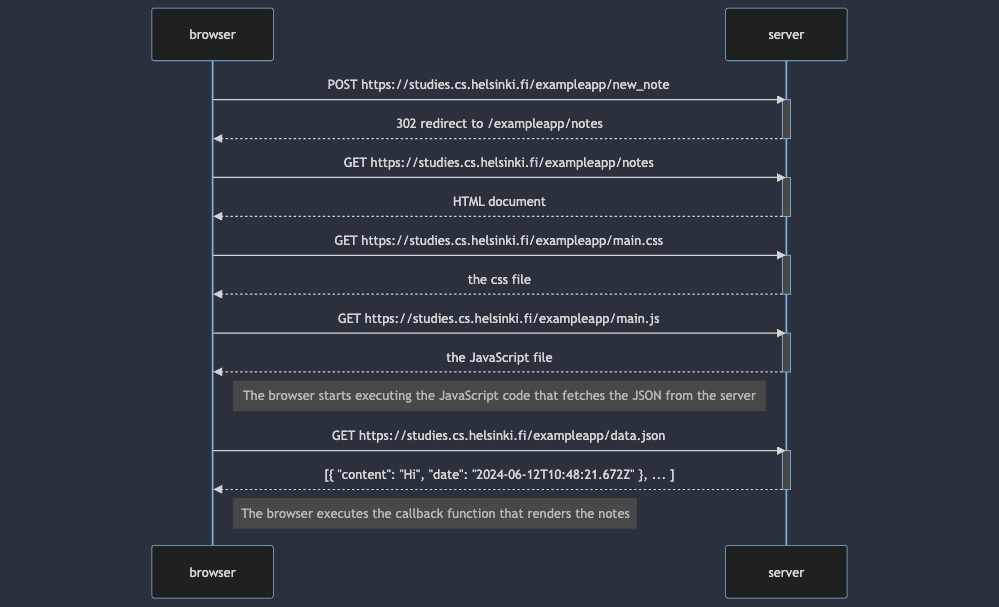 browser
server
POST https://studies.cs.helsinki.fi/exampleapp/new_note
302 redirect to /exampleapp/notes
GET https://studies.cs.helsinki.fi/exampleapp/notes
HTML document
GET https://studies.cs.helsinki.fi/exampleapp/main.css
the css file
GET https://studies.cs.helsinki.fi/exampleapp/main.js
the JavaScript file
The browser starts executing the JavaScript code that fetches the JSON from the server
GET https://studies.cs.helsinki.fi/exampleapp/data.json
[{ "content": "Hi", "date": "2024-06-12T10:48:21.672Z" }, ... ]
The browser executes the callback function that renders the notes
browser
server